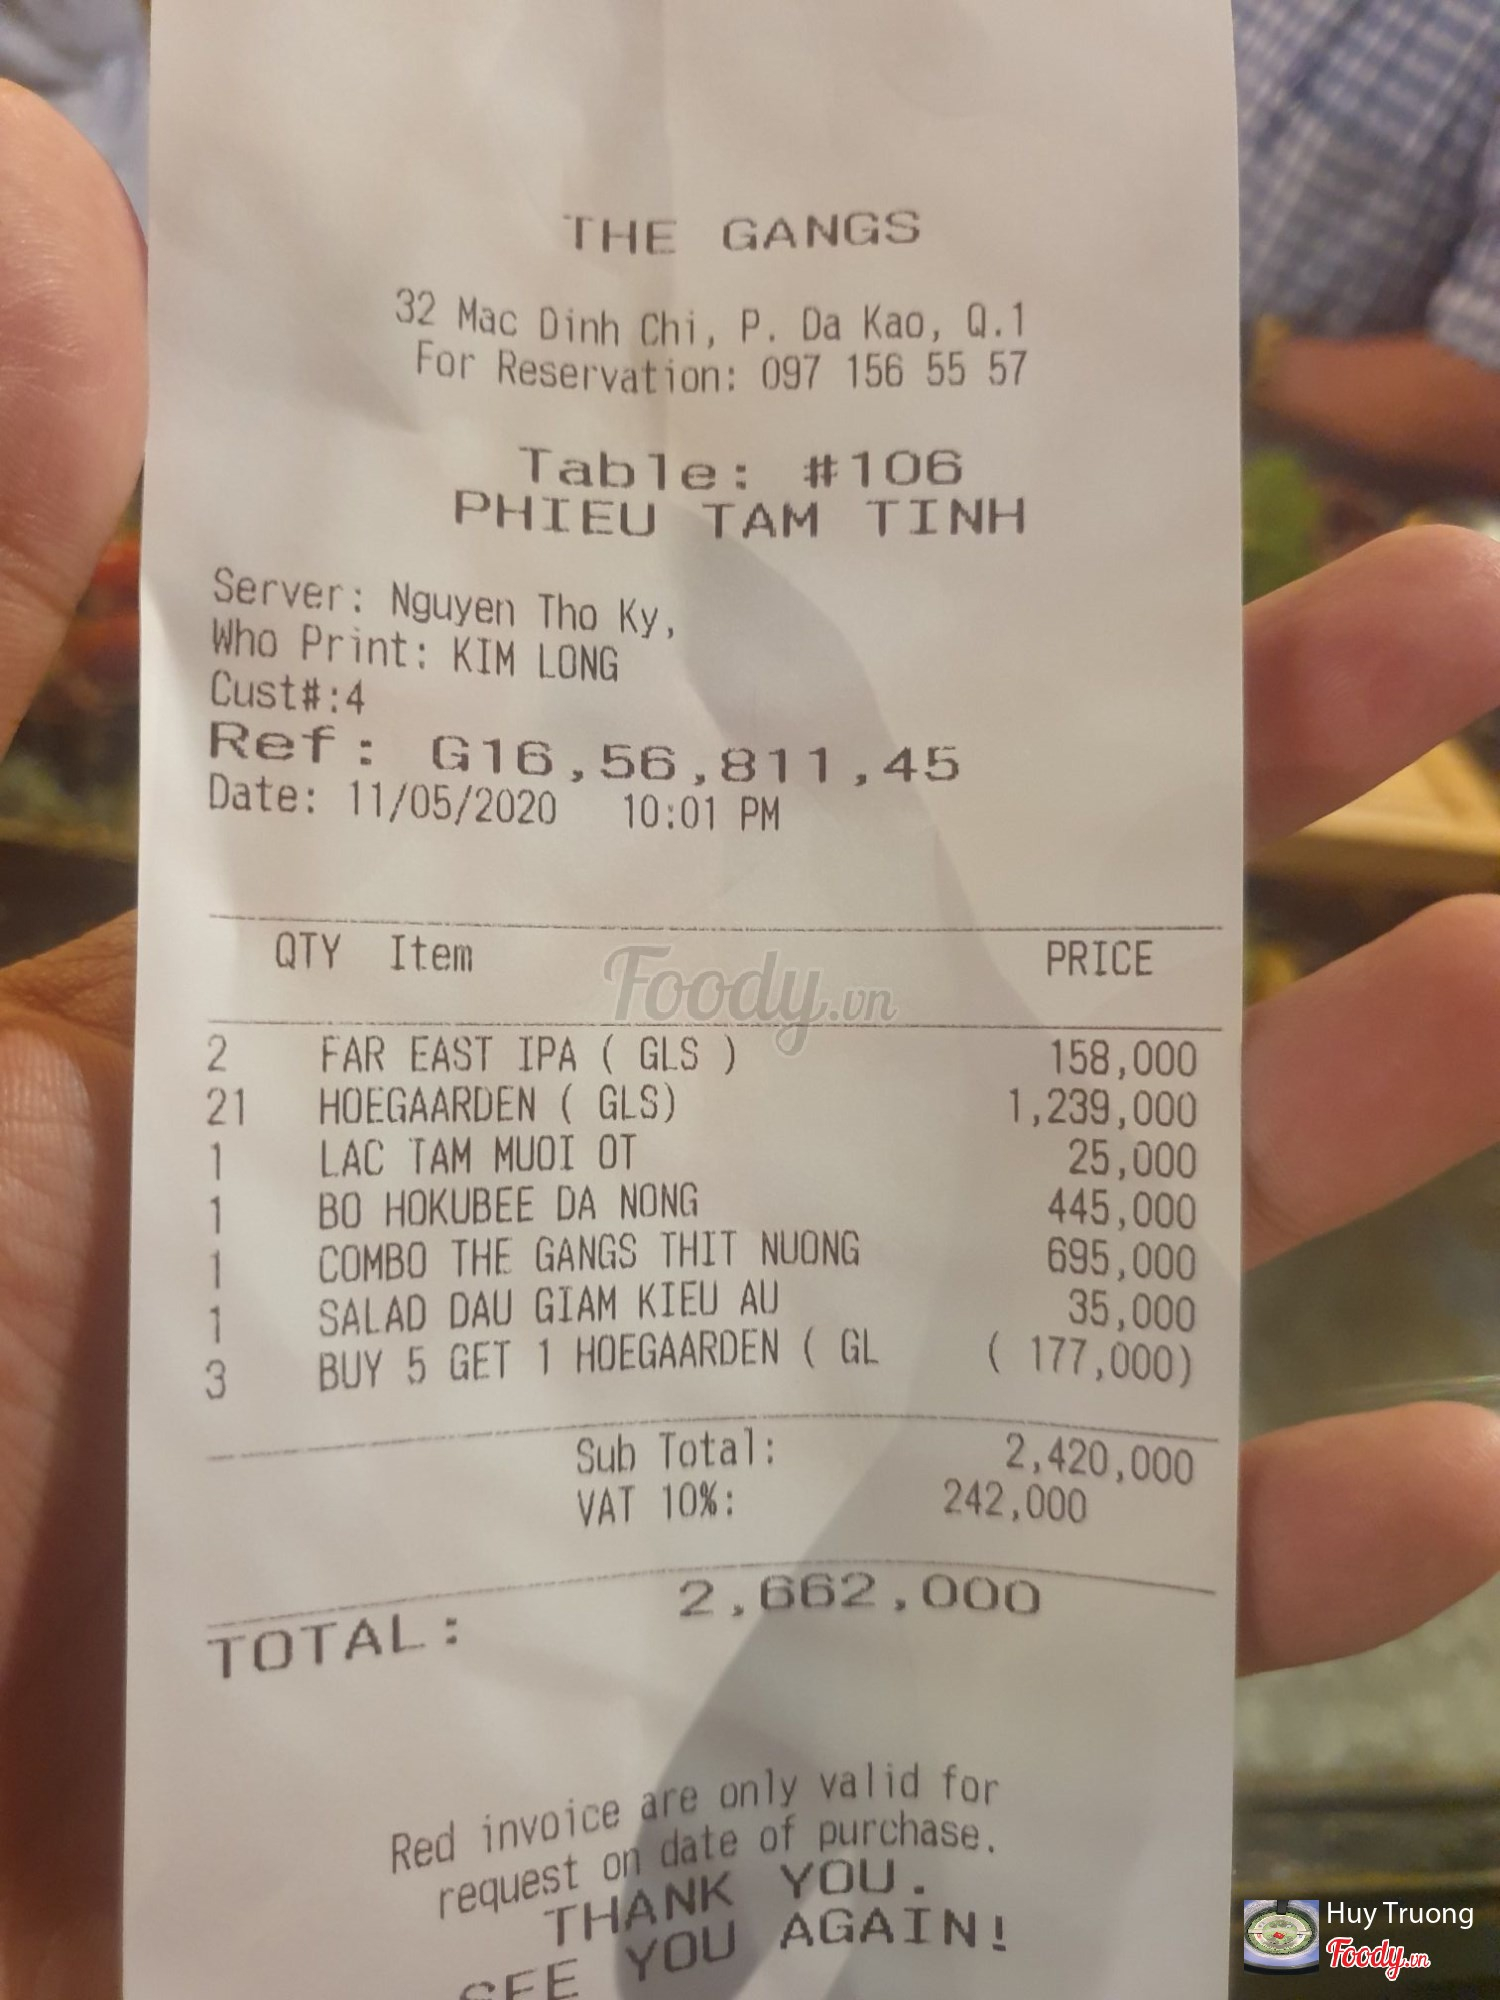 THE GANGS
32 Mac Dinh Chi, P. Da Kao, Q.1
For Reservation: 097 156 55 57
Table: #106
PHIEU TAM TINH
Server: Nguyen Tho Ky,
Who Print: KIM LONG
Cust#:4
Ref: G16,56,811,45
Date: 11/05/2020 10:01 PM
QTY Item PRICE
Foody.vn
2 FAR EAST IPA ( GLS ) 158,000
21 HOEGAARDEN ( GLS) 1,239,000
1 LAC TAM MUOI OT 25,000
1 BO HOKUBEE DA NONG 445,000
1 COMBO THE GANGS THIT NUONG 695,000
1 SALAD DAU GIAM KIEU AU 35,000
3 BUY 5 GET 1 HOEGAARDEN ( GL ( 177,000)
Sub Total: 2,420,000
VAT 10%: 242,000
TOTAL: 2,662,000
Red invoice are only valid for
request on date of purchase.
THANK YOU.
SEE YOU AGAIN!
Huy Truong
Foody.vn